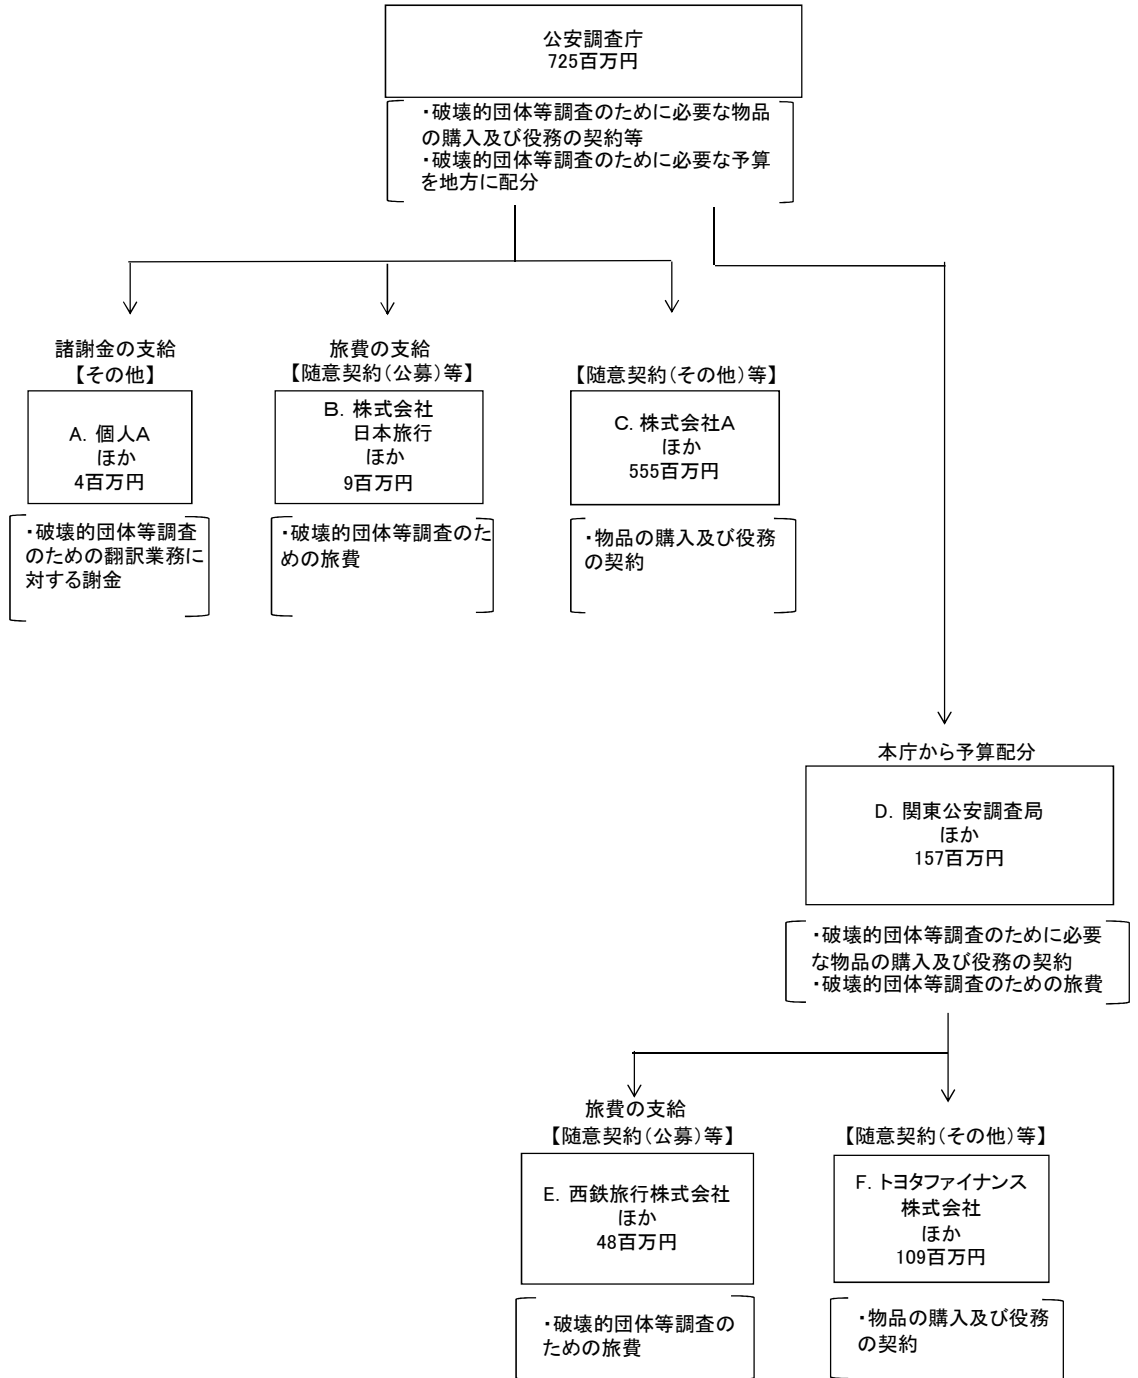 公安調査庁
725百万円
・破壊的団体等調査のために必要な物品
の購入及び役務の契約等
・破壊的団体等調査のために必要な予算
を地方に配分
諸謝金の支給
【その他】
A. 個人A
ほか
4百万円
・破壊的団体等調査
のための翻訳業務に
対する謝金
旅費の支給
【随意契約(公募)等】
B. 株式会社
日本旅行
ほか
9百万円
・破壊的団体等調査のた
めの旅費
【随意契約(その他)等】
C. 株式会社A
ほか
555百万円
・物品の購入及び役務
の契約
本庁から予算配分
D. 関東公安調査局
ほか
157百万円
・破壊的団体等調査のために必要
な物品の購入及び役務の契約
・破壊的団体等調査のための旅費
旅費の支給
【随意契約(公募)等】
E. 西鉄旅行株式会社
ほか
48百万円
・破壊的団体等調査の
ための旅費
【随意契約(その他)等】
F. トヨタファイナンス
株式会社
ほか
109百万円
・物品の購入及び役務
の契約